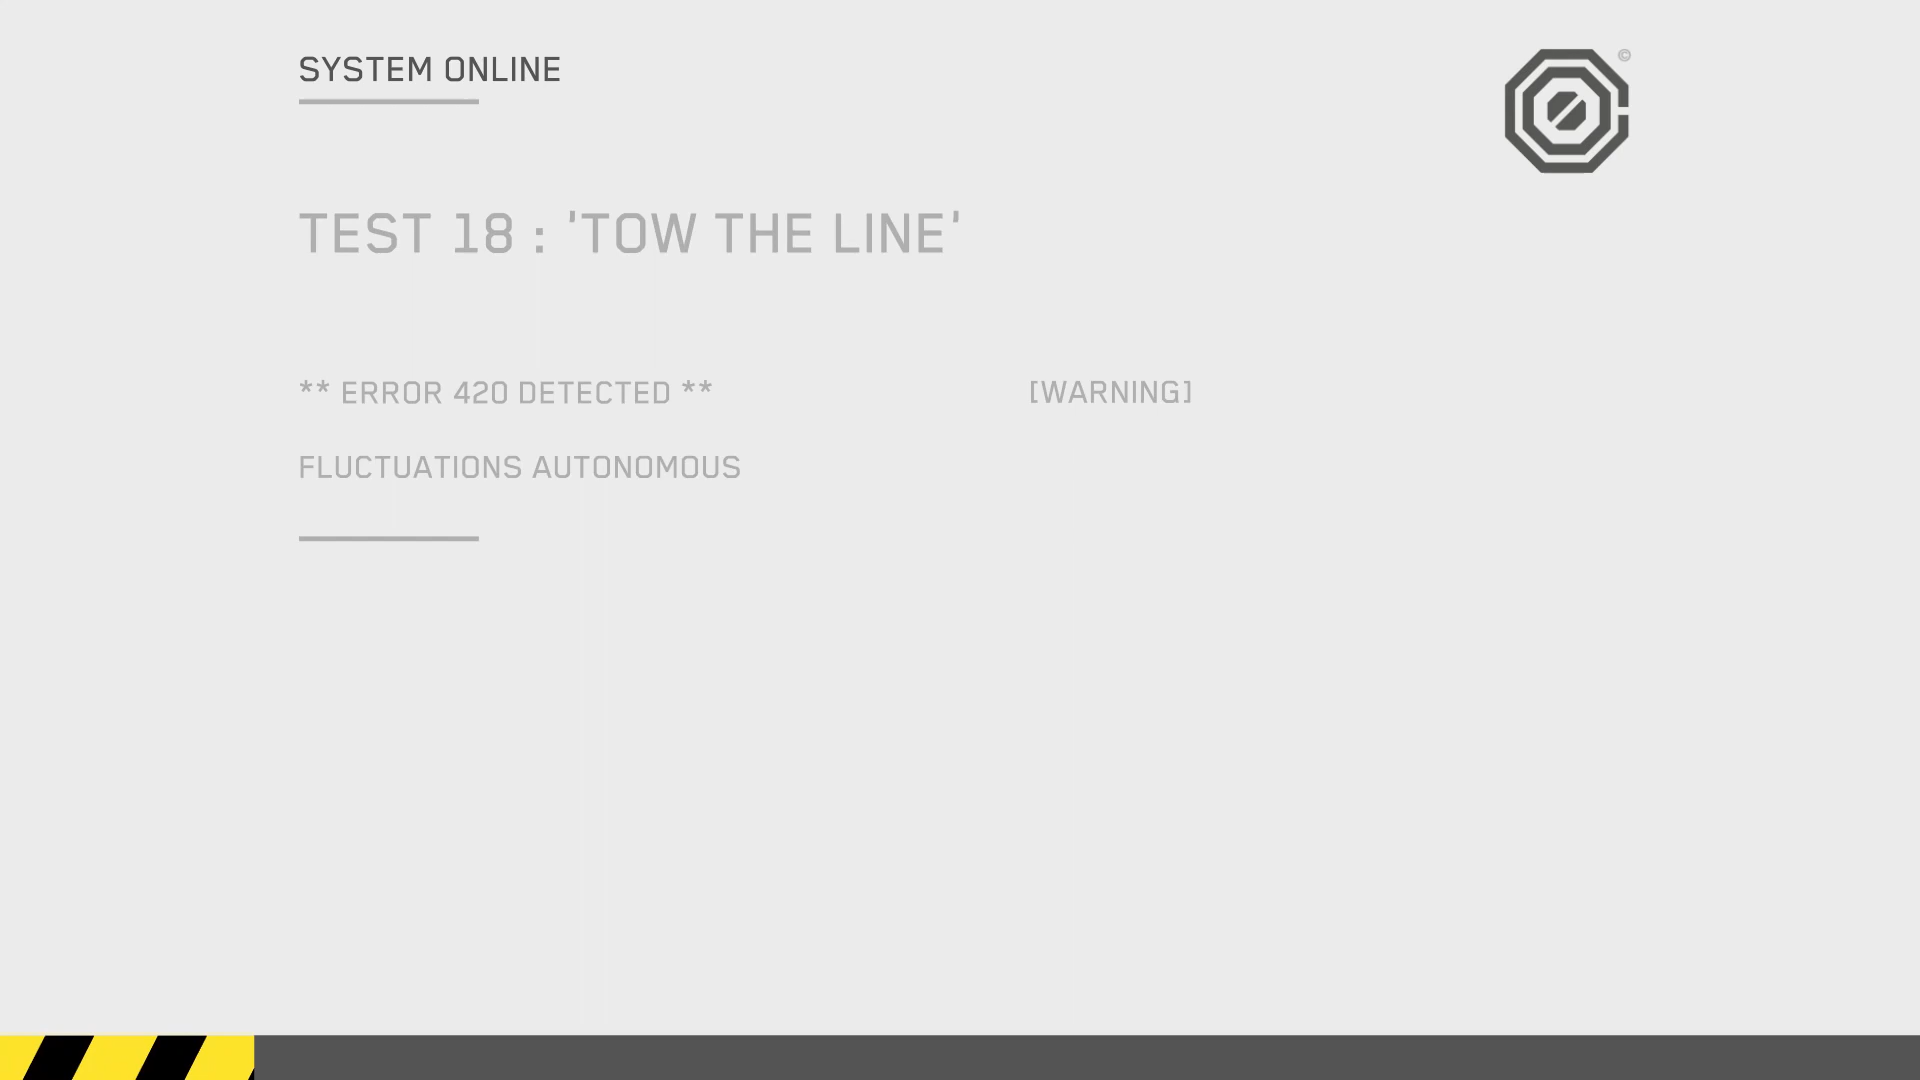 SYSTEM ONLINE
©
TEST 18 : 'TOW THE LINE'
** ERROR 420 DETECTED ** [WARNING]
FLUCTUATIONS AUTONOMOUS